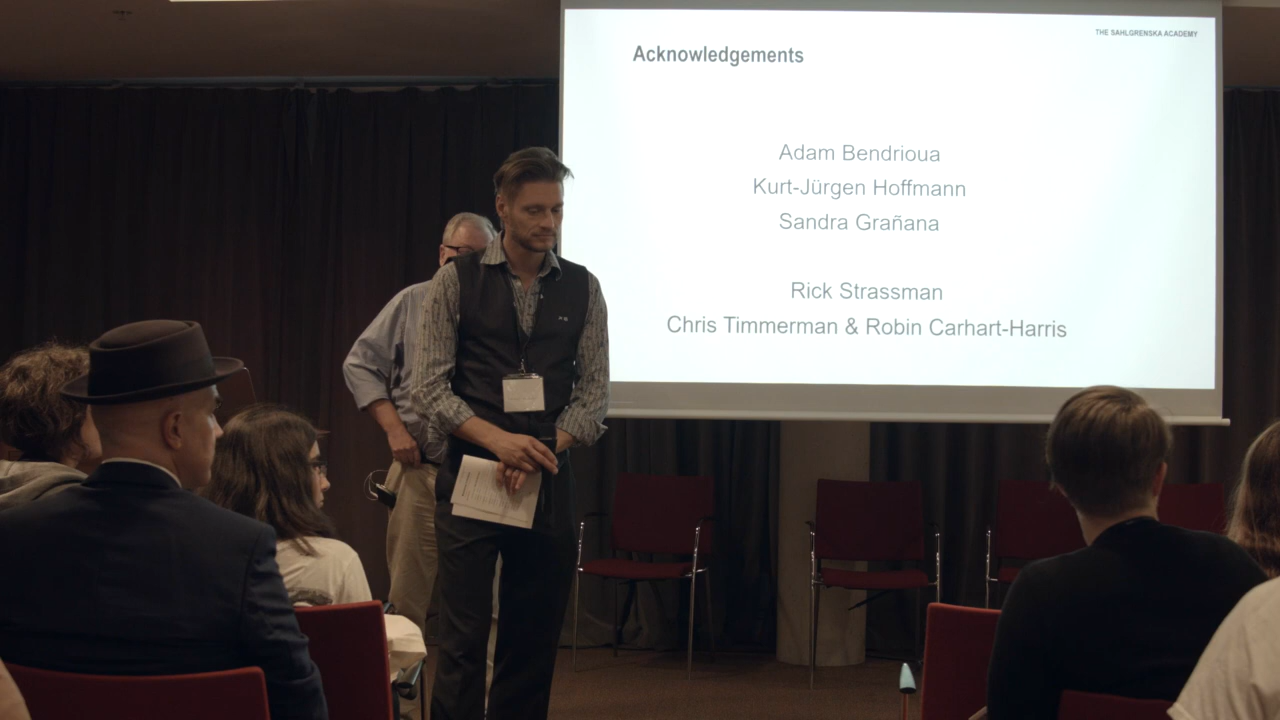 THE SAHLGRENSKA ACADEMY
Acknowledgements
Adam Bendrioua
Kurt-Jürgen Hoffmann
Sandra Grañana
Rick Strassman
Chris Timmerman & Robin Carhart-Harris